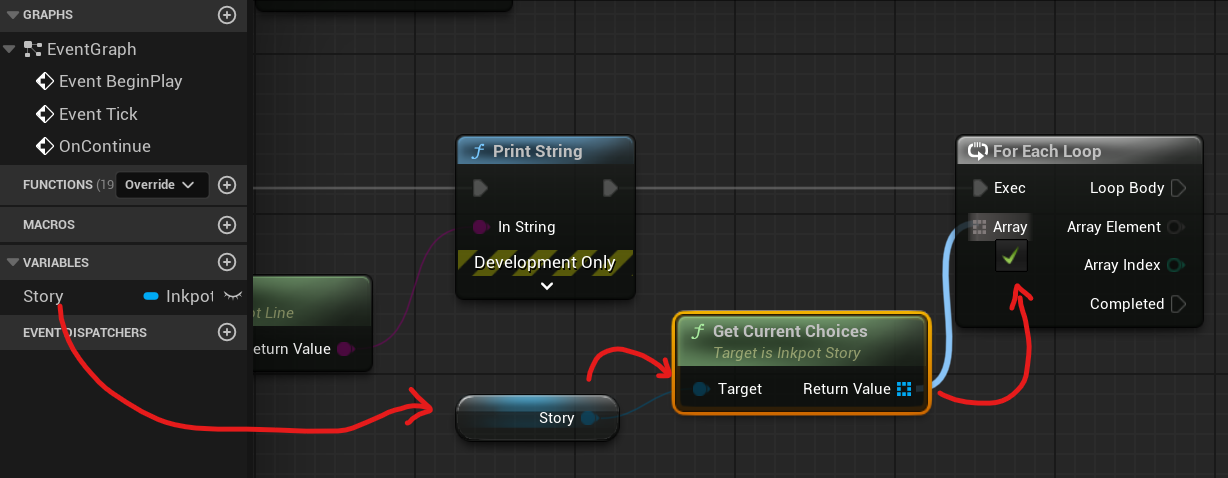 GRAPHS
EventGraph
Event BeginPlay
Event Tick
OnContinue
FUNCTIONS (19 Override
MACROS
VARIABLES
Story Inkpot
EVENT DISPATCHERS
Print String
In String
Development Only
ot Line
eturn Value
Story
Get Current Choices
Target is Inkpot Story
Target Return Value
For Each Loop
Exec Loop Body
Array Array Element
Array Index
Completed